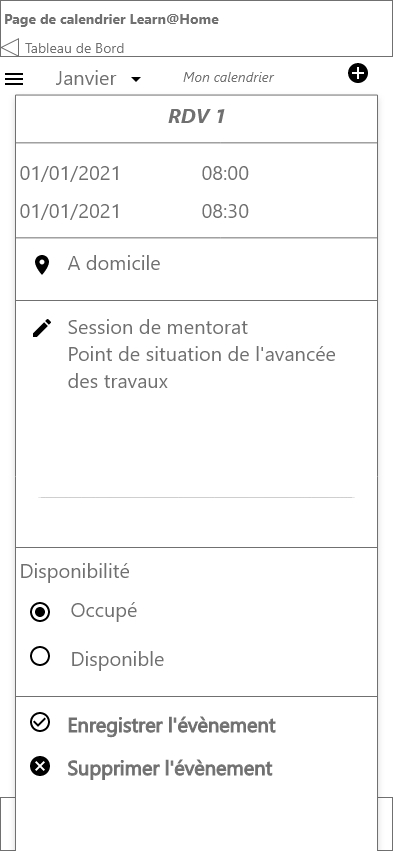 Page de calendrier Learn@Home
Tableau de Bord
Janvier Mon calendrier
RDV 1
01/01/2021 08:00
01/01/2021 08:30
A domicile
Session de mentorat
Point de situation de l'avancée
des travaux
Disponibilité
Occupé
Disponible
Enregistrer l'évènement
Supprimer l'évènement